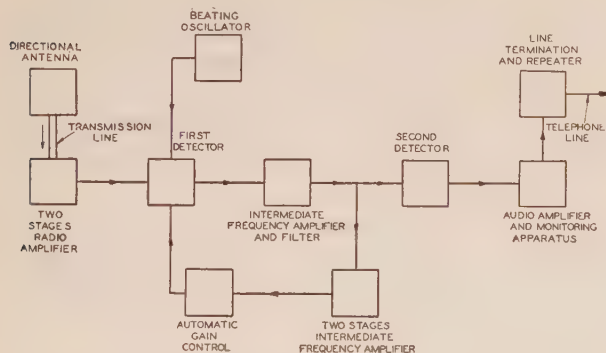 BEATING
OSCILLATOR
DIRECTIONAL
ANTENNA
LINE
TERMINATION
AND REPEATER
TRANSMISSION
LINE
FIRST
DETECTOR
SECOND
DETECTOR
TELEPHONE
LINE
TWO
STAGES
RADIO
AMPLIFIER
INTERMEDIATE
FREQUENCY AMPLIFIER
AND FILTER
AUDIO AMPLIFIER
AND MONITORING
APPARATUS
AUTOMATIC
GAIN
CONTROL
TWO STAGES
INTERMEDIATE
FREQUENCY AMPLIFIER